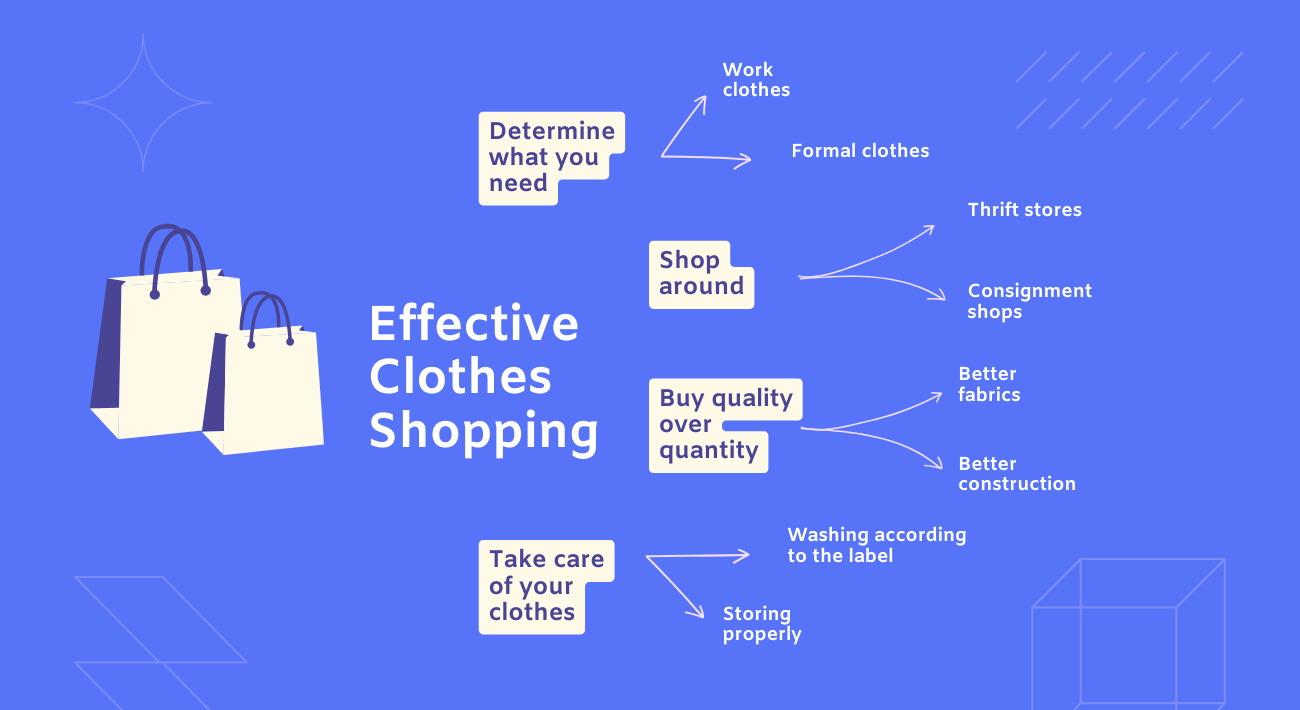 Effective
Clothes
Shopping
Determine
what you
need
Work
clothes
Formal clothes
Shop
around
Thrift stores
Consignment
shops
Buy quality
over
quantity
Better
fabrics
Better
construction
Take care
of your
clothes
Washing according
to the label
Storing
properly